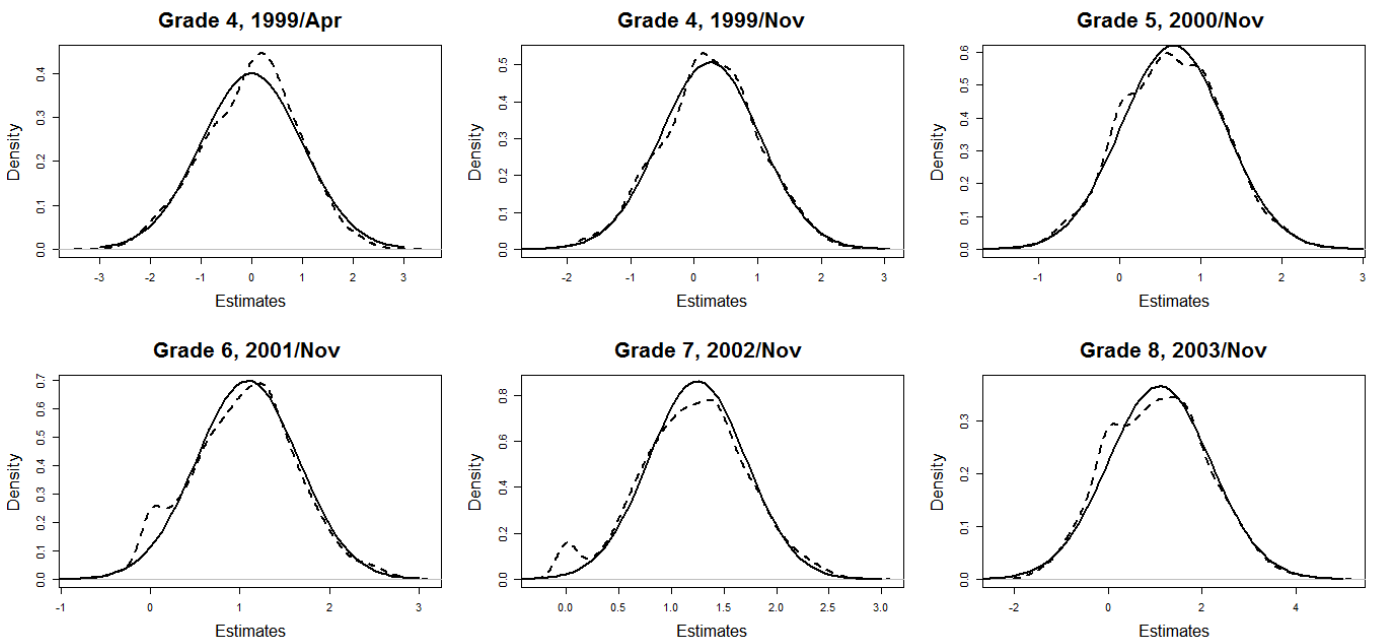 Grade 4, 1999/Apr
Density
0.0 0.1 0.2 0.3 0.4
-3 -2 -1 0 1 2 3
Estimates
Grade 4, 1999/Nov
Density
0.0 0.1 0.2 0.3 0.4 0.5
-2 -1 0 1 2 3
Estimates
Grade 5, 2000/Nov
Density
0.0 0.1 0.2 0.3 0.4 0.5 0.6
-1 0 1 2 3
Estimates
Grade 6, 2001/Nov
Density
0.0 0.1 0.2 0.3 0.4 0.5 0.6 0.7
-1 0 1 2 3
Estimates
Grade 7, 2002/Nov
Density
0.0 0.2 0.4 0.6 0.8
0.0 0.5 1.0 1.5 2.0 2.5 3.0
Estimates
Grade 8, 2003/Nov
Density
0.0 0.1 0.2 0.3
-2 0 2 4
Estimates